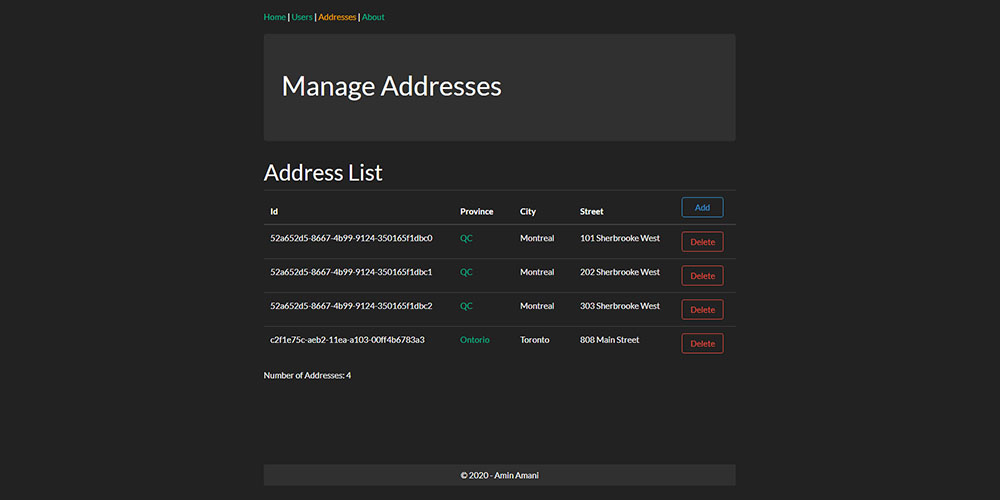 Home | Users | Addresses | About
Manage Addresses
Address List
Id Province City Street Add
52a652d5-8667-4b99-9124-350165f1dbc0 QC Montreal 101 Sherbrooke West Delete
52a652d5-8667-4b99-9124-350165f1dbc1 QC Montreal 202 Sherbrooke West Delete
52a652d5-8667-4b99-9124-350165f1dbc2 QC Montreal 303 Sherbrooke West Delete
c2f1e75c-aeb2-11ea-a103-00ff4b6783a3 Ontorio Toronto 808 Main Street Delete
Number of Addresses: 4
© 2020 - Amin Amani